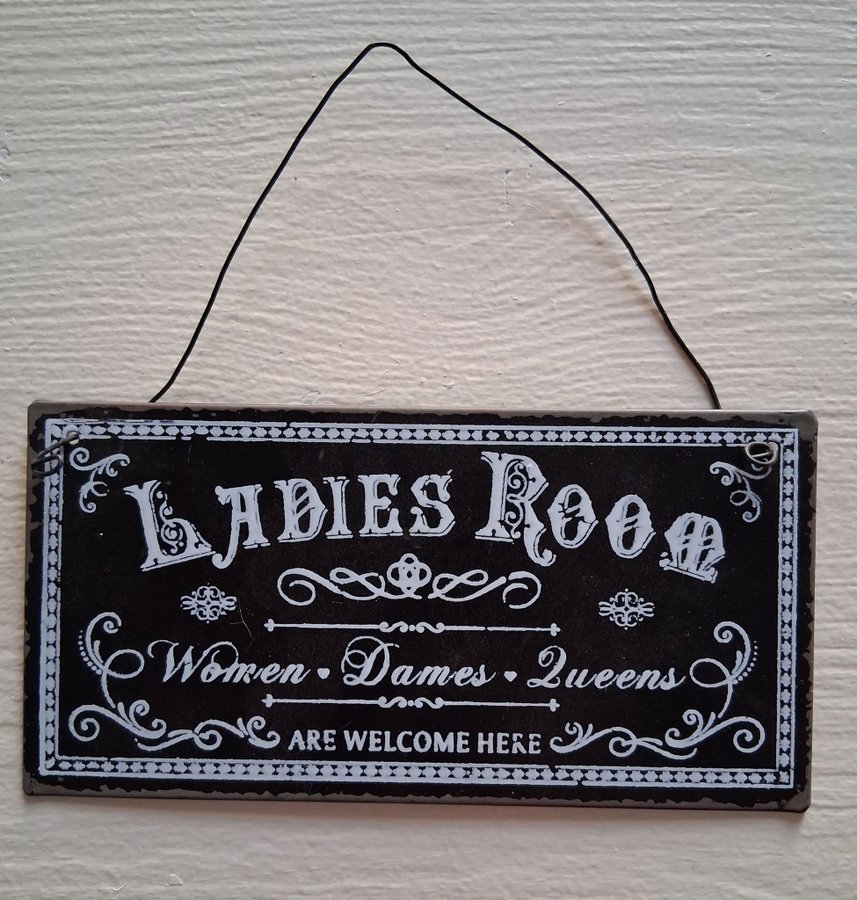 Ladies Room
Women • Dames • Queens
ARE WELCOME HERE